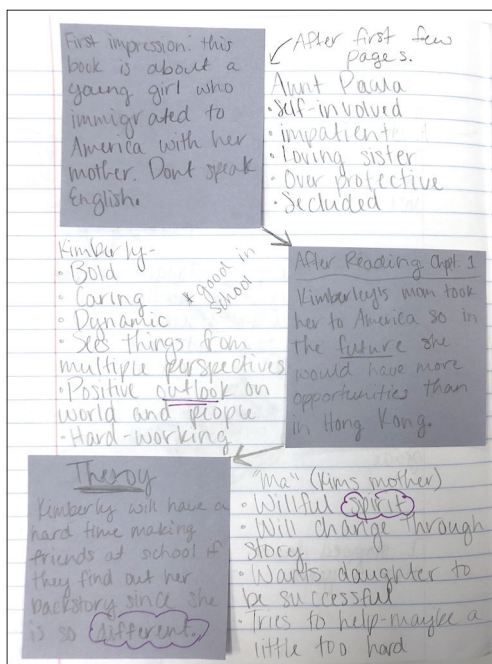 First impression: this
book is about a
young girl who
immigrated to
America with her
mother. Dont speak
English.
After first few
pages.
Aunt Paula
· Self-involved
· impatient
· Loving sister
· Over protective
· Secluded
Kimberly-
· Bold
· Caring
· Dynamic
* good in
school
· Sees things from
multiple perspectives
· Positive outlook on
world and people
· Hard-working
After Reading Chpt. 1
Kimberley's mom took
her to America so in
the future she
would have more
opportunities than
in Hong Kong.
Theroy
Kimberly will have a
hard time making
friends at school if
they find out her
backstory since she
is so different.
"Ma" (Kims mother)
· Willful spirit
· Will change through
story
· Wants daughter to
be successful
· Tries to help-maybe a
little too hard